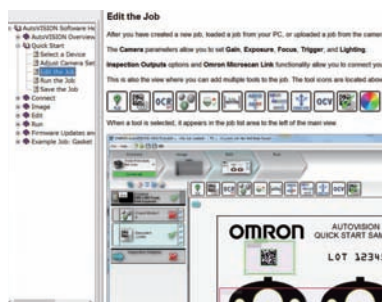 AutoVISION Software He
AutoVISION Overview
Quick Start
Select a Device
Adjust Camera Set
Edit the Job
Run the Job
Save the Job
Connect
Image
Edit
Run
Firmware Updates an
Example Job: Gasket
Edit the Job
After you have created a new job, loaded a job from your PC, or uploaded a job from the camera
The Camera parameters allow you to set Gain, Exposure, Focus, Trigger, and Lighting.
Inspection Outputs options and Omron Microscan Link functionality allow you to connect you
This is also the view where you can add multiple tools to the job. The tool icons are located abov
OCR
OCV
When a tool is selected, it appears in the job list area to the left of the main view.
OCR
OCV
OMRON
AUTOVISION
QUICK START SAM
LOT 1234